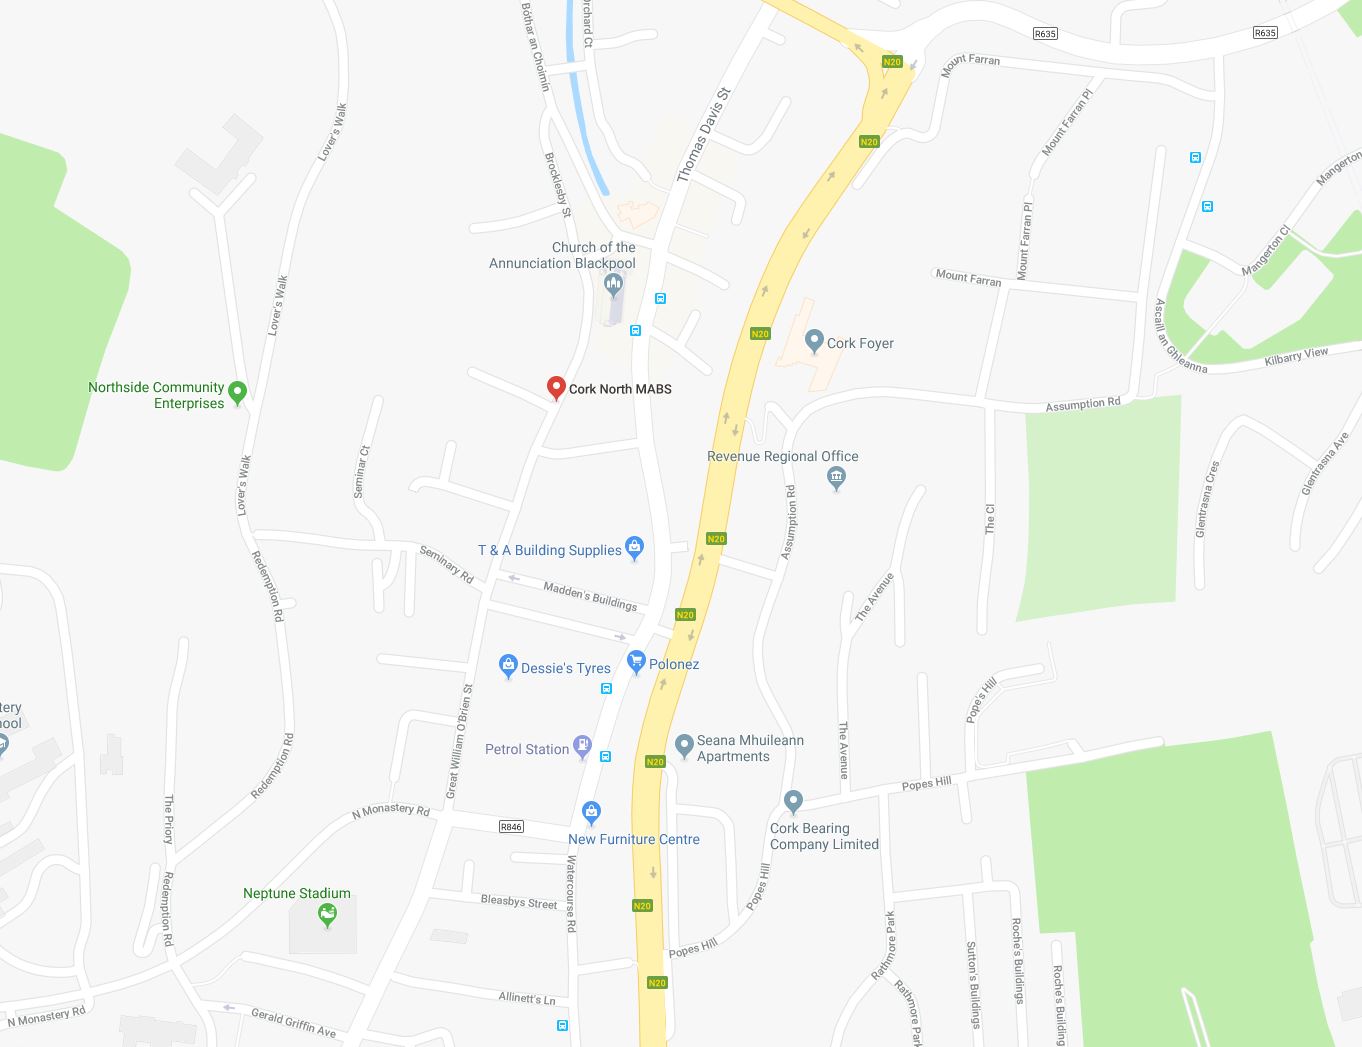 R635
R635
Bóthar an Choimín
Orchard Ct
N20
Mount Farran
Lover's Walk
Thomas Davis St
Mount Farran Pl
N20
Brocklesby St
Mangerton
Church of the
Annunciation Blackpool
Mount Farran Pl
Mangerton Cl
Mount Farran
Lover's Walk
N20
Cork Foyer
Ascaill an Ghleanna
Kilbarry View
Northside Community
Enterprises
Cork North MABS
Assumption Rd
Seminar Ct
Revenue Regional Office
Glentrasna Ave
Lover's Walk
Glentrasna Cres
The Cl
Assumption Rd
N20
T & A Building Supplies
Seminary Rd
Redemption Rd
Madden's Buildings
The Avenue
N20
Dessie's Tyres
Polonez
Pope's Hill
tery
ool
Great William O'Brien St
Petrol Station
Seana Mhuileann
Apartments
N20
The Avenue
Redemption Rd
Popes Hill
The Priory
N Monastery Rd
R846
New Furniture Centre
Cork Bearing
Company Limited
Neptune Stadium
Bleasbys Street
Watercourse Rd
N20
Popes Hill
Redemption Rd
Popes Hill
Rathmore Park
Sutton's Buildings
Roche's Buildings
Roche's Building
N20
Allinett's Ln
Rathmore Park
N Monastery Rd
Gerald Griffin Ave